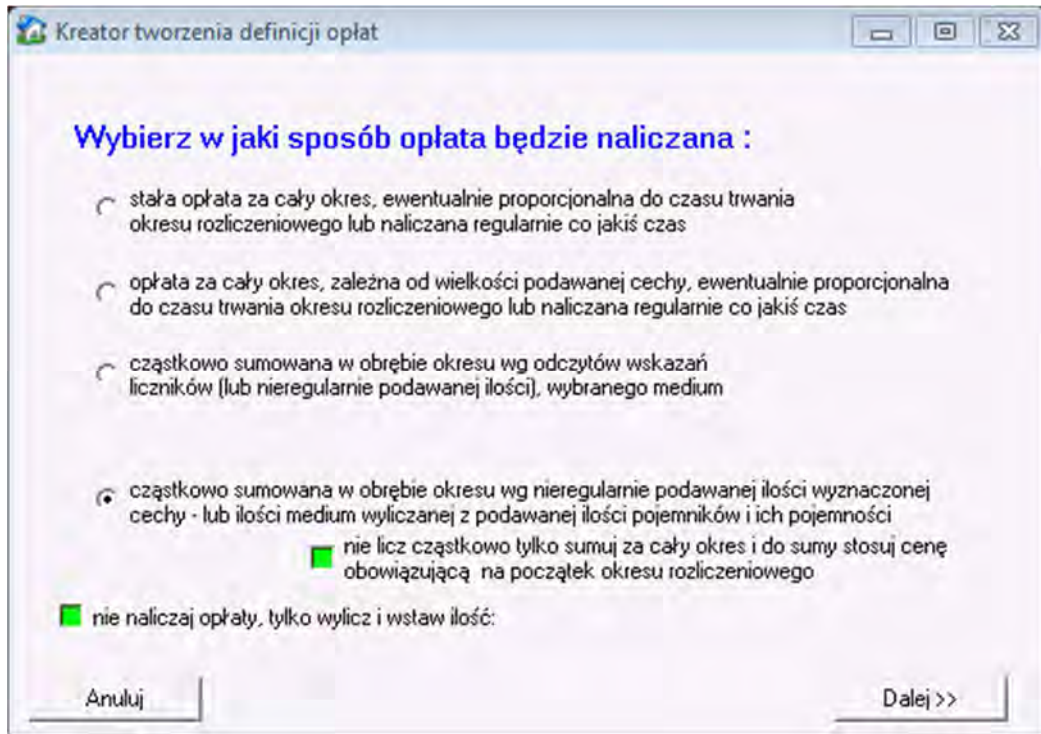 Kreator tworzenia definicji opłat
Wybierz w jaki sposób opłata będzie naliczana :
stała opłata za cały okres, ewentualnie proporcjonalna do czasu trwania
okresu rozliczeniowego lub naliczana regularnie co jakiś czas
opłata za cały okres, zależna od wielkości podawanej cechy, ewentualnie proporcjonalna
do czasu trwania okresu rozliczeniowego lub naliczana regularnie co jakiś czas
cząstkowo sumowana w obrębie okresu wg odczytów wskazań
liczników (lub nieregularnie podawanej ilości), wybranego medium
cząstkowo sumowana w obrębie okresu wg nieregularnie podawanej ilości wyznaczonej
cechy - lub ilości medium wyliczanej z podawanej ilości pojemników i ich pojemności
nie licz cząstkowo tylko sumuj za cały okres i do sumy stosuj cenę
obowiązującą na początek okresu rozliczeniowego
nie naliczaj opłaty, tylko wylicz i wstaw ilość:
Anuluj
Dalej >>